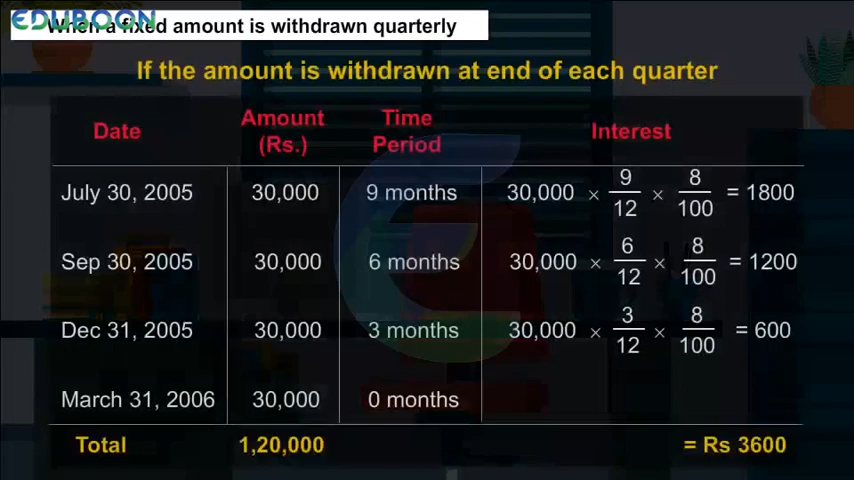 EDUBOON
When a fixed amount is withdrawn quarterly
If the amount is withdrawn at end of each quarter
Date Amount (Rs.) Time Period Interest
July 30, 2005 30,000 9 months 30,000 × 9/12 × 8/100 = 1800
Sep 30, 2005 30,000 6 months 30,000 × 6/12 × 8/100 = 1200
Dec 31, 2005 30,000 3 months 30,000 × 3/12 × 8/100 = 600
March 31, 2006 30,000 0 months
Total 1,20,000 = Rs 3600